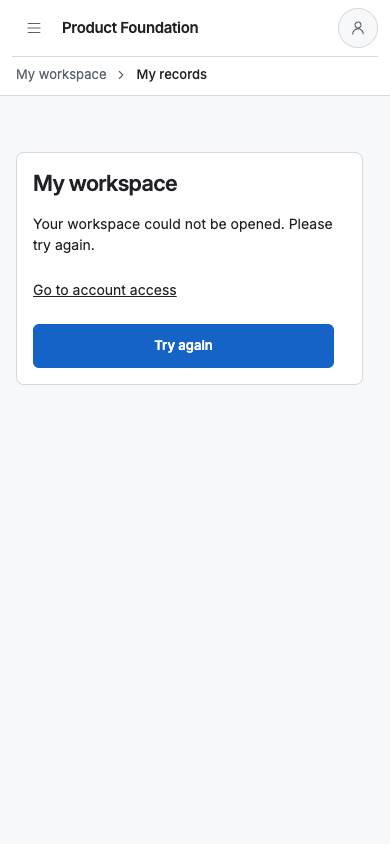 Product Foundation
My workspace > My records
My workspace
Your workspace could not be opened. Please
try again.
Go to account access
Try again